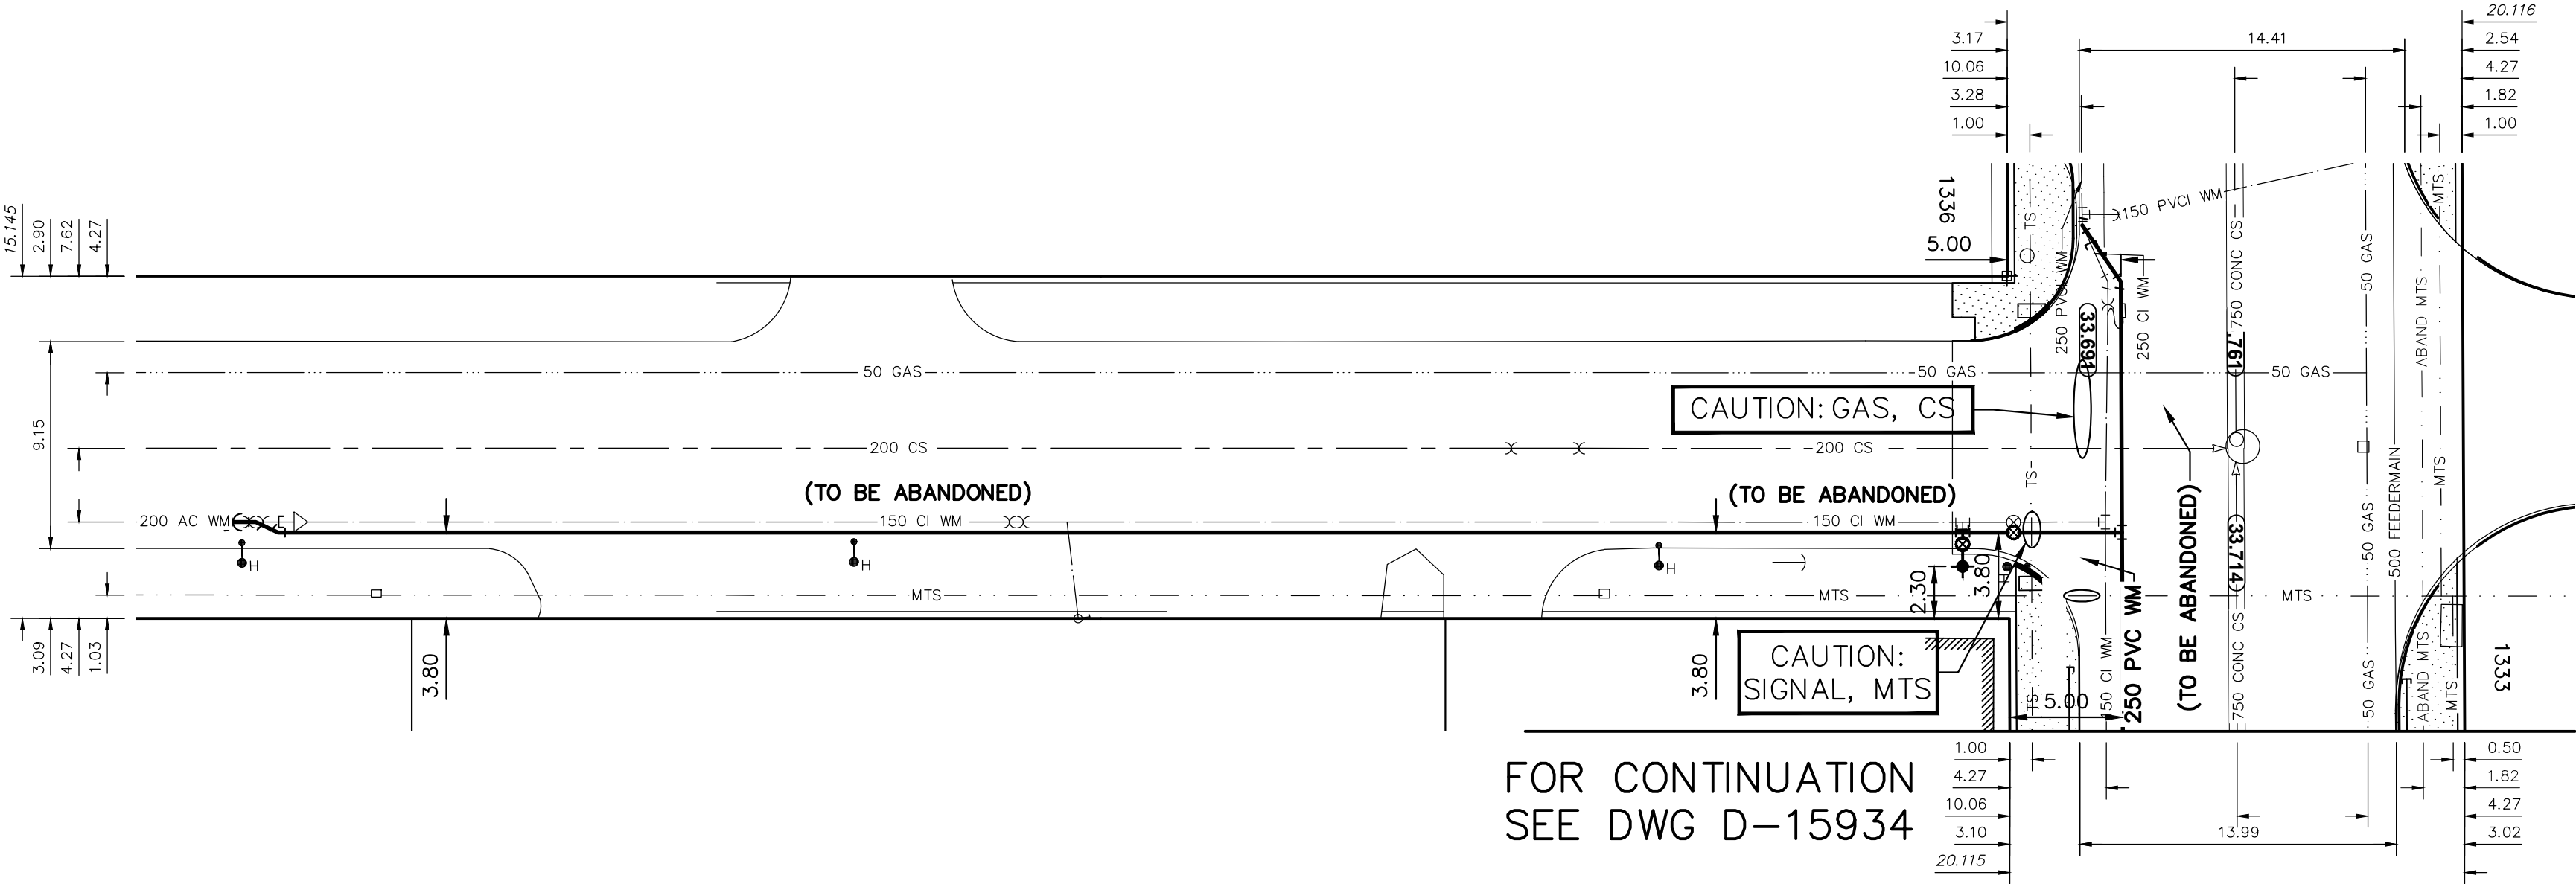 20.116
3.17
14.41
2.54
10.06
4.27
3.28
1.82
1.00
1.00
15.145
2.90
7.62
4.27
1336
5.00
TS
150 PVCI WM
MTS
250 CI WM
750 CONC CS
50 GAS
ABAND MTS
33.691
.761
50 GAS
50 GAS
50 GAS
CAUTION: GAS, CS
9.15
200 CS
200 CS
TS
MTS
500 FEEDERMAIN
(TO BE ABANDONED)
(TO BE ABANDONED)
(TO BE ABANDONED)
200 AC WM
150 CI WM
150 CI WM
50 GAS
50 GAS
33.714
H
H
H
2.30
3.80
MTS
MTS
MTS
3.09
4.27
1.03
3.80
3.80
CAUTION:
SIGNAL, MTS
TS
5.00
150 CI WM
250 PVC WM
(TO BE ABANDONED)
750 CONC CS
50 GAS
ABAND MTS
MTS
1333
FOR CONTINUATION
SEE DWG D-15934
1.00
0.50
4.27
1.82
10.06
4.27
3.10
13.99
3.02
20.115